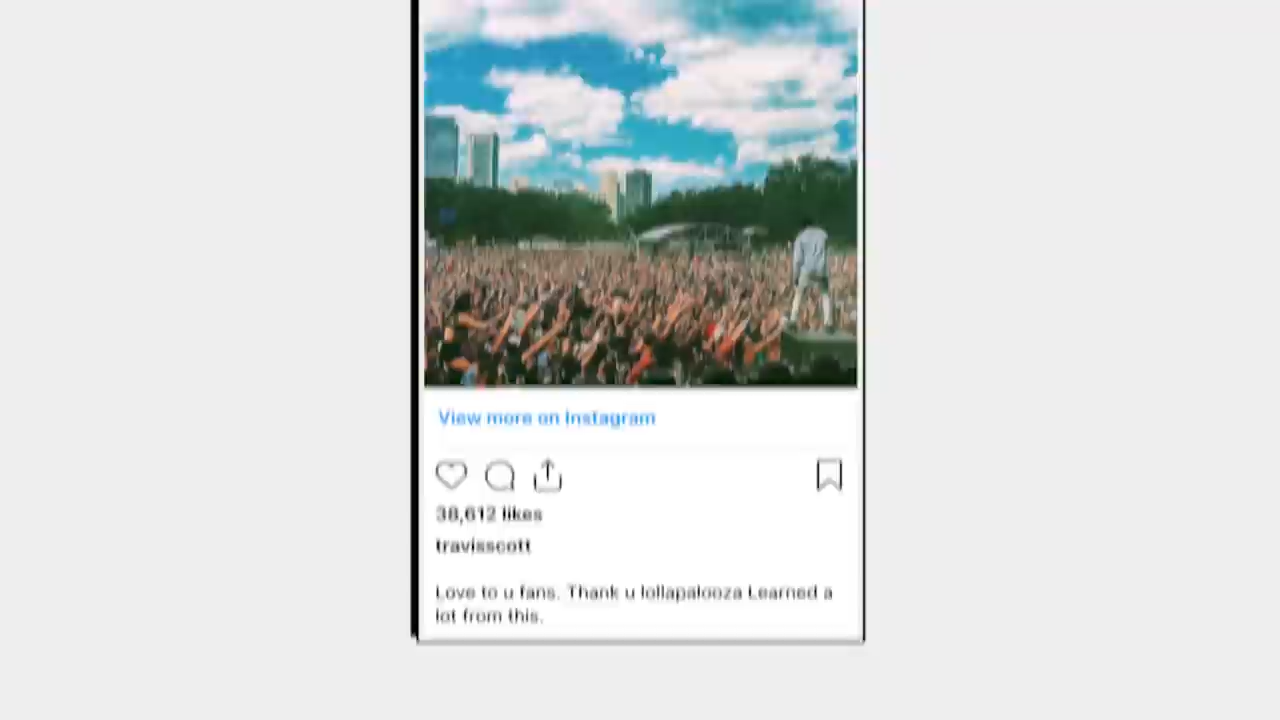 View more on Instagram
38,612 likes
travisscott
Love to u fans. Thank u lollapalooza Learned a
lot from this.